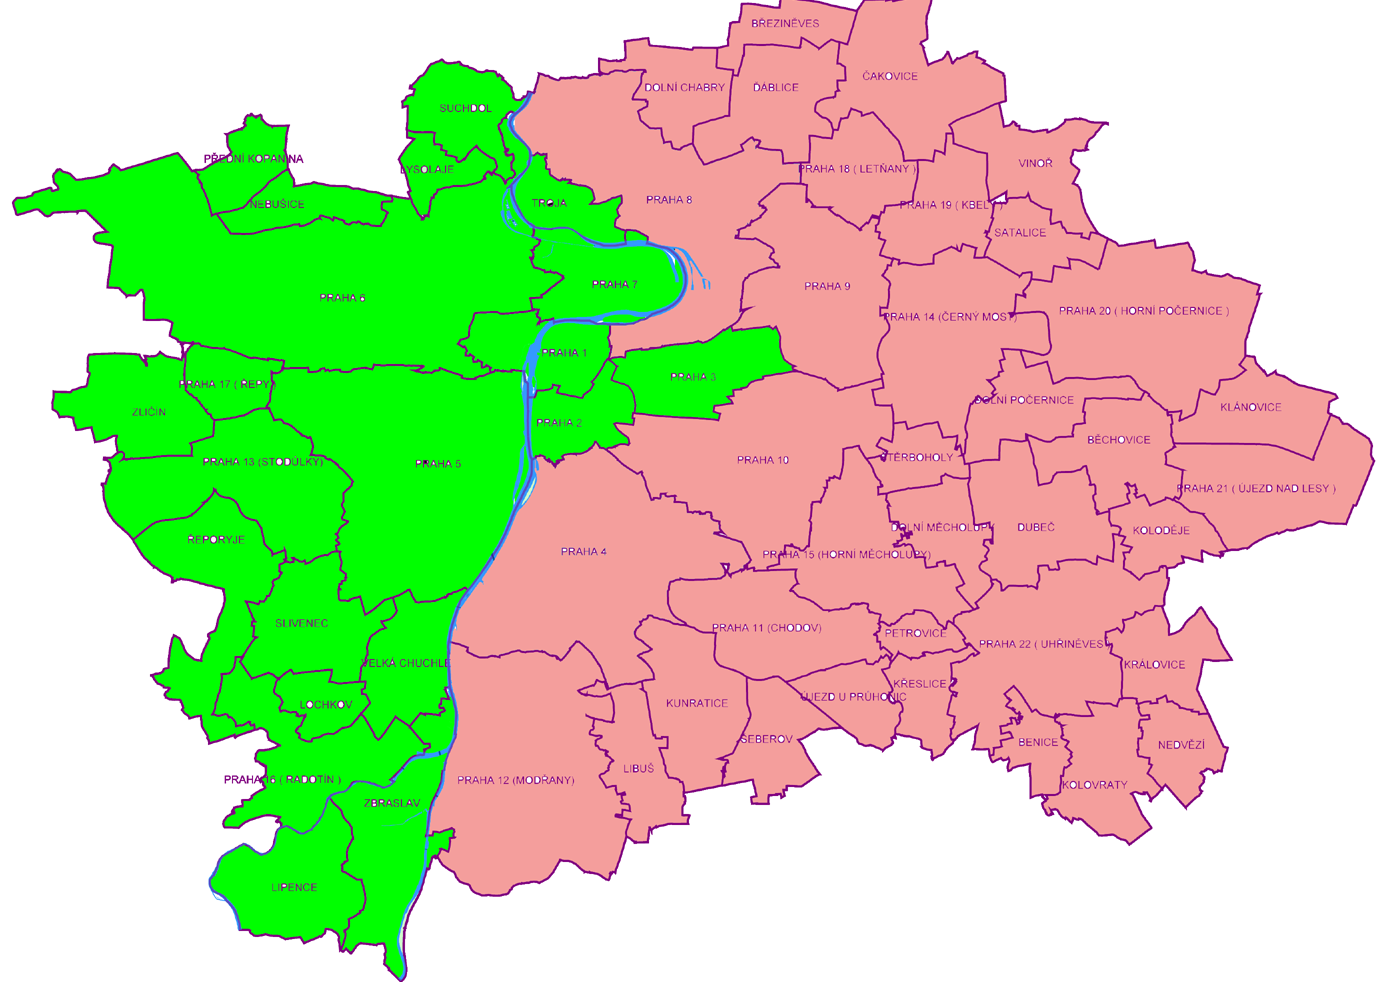 BŘEZINĚVES
ČAKOVICE
DOLNÍ CHABRY
ĎÁBLICE
SUCHDOL
PŘEDNÍ KOPANINA
LYSOLAJE
VINOŘ
PRAHA 18 ( LETŇANY )
NEBUŠICE
TROJA
PRAHA 8
PRAHA 19 ( KBELY )
SATALICE
PRAHA 6
PRAHA 7
PRAHA 9
PRAHA 14 (ČERNÝ MOST)
PRAHA 20 ( HORNÍ POČERNICE )
PRAHA 1
PRAHA 3
PRAHA 17 ( ŘEPY )
ZLIČÍN
PRAHA 2
DOLNÍ POČERNICE
KLÁNOVICE
BĚCHOVICE
PRAHA 13 (STODŮLKY)
PRAHA 5
PRAHA 10
ŠTĚRBOHOLY
PRAHA 21 ( ÚJEZD NAD LESY )
ŘEPORYJE
PRAHA 4
DOLNÍ MĚCHOLUPY
DUBEČ
KOLODĚJE
PRAHA 15 (HORNÍ MĚCHOLUPY)
SLIVENEC
PRAHA 11 (CHODOV)
PETROVICE
PRAHA 22 ( UHŘINĚVES )
VELKÁ CHUCHLE
KRÁLOVICE
LOCHKOV
KUNRATICE
ÚJEZD U PRŮHONIC
KŘESLICE
ŠEBEROV
BENICE
NEDVĚZÍ
PRAHA 16 ( RADOTÍN )
PRAHA 12 (MODŘANY)
LIBUŠ
KOLOVRATY
ZBRASLAV
LIPENCE